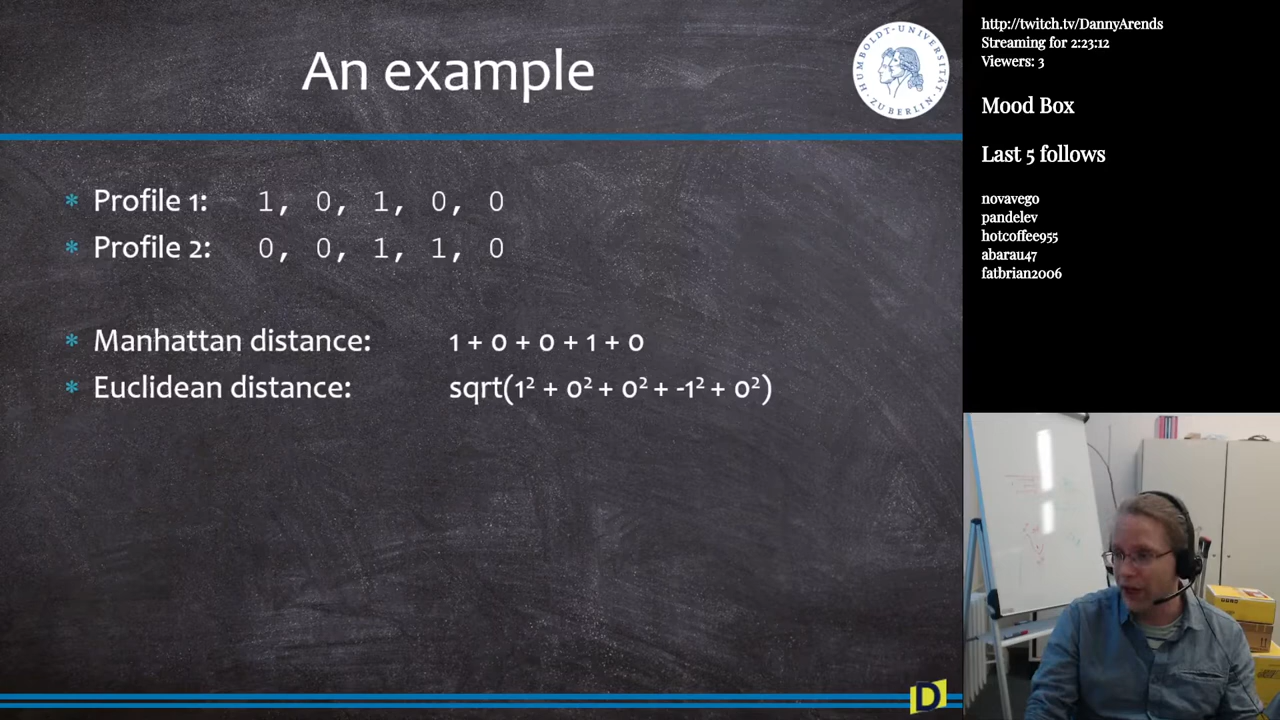 An example
HUMBOLDT-UNIVERSITÄT ZU BERLIN
* Profile 1: 1, 0, 1, 0, 0
* Profile 2: 0, 0, 1, 1, 0
* Manhattan distance: 1 + 0 + 0 + 1 + 0
* Euclidean distance: sqrt(1² + 0² + 0² + -1² + 0²)
D
http://twitch.tv/DannyArends
Streaming for 2:23:12
Viewers: 3
Mood Box
Last 5 follows
novavego
pandelev
hotcoffee955
abarau47
fatbrian2006